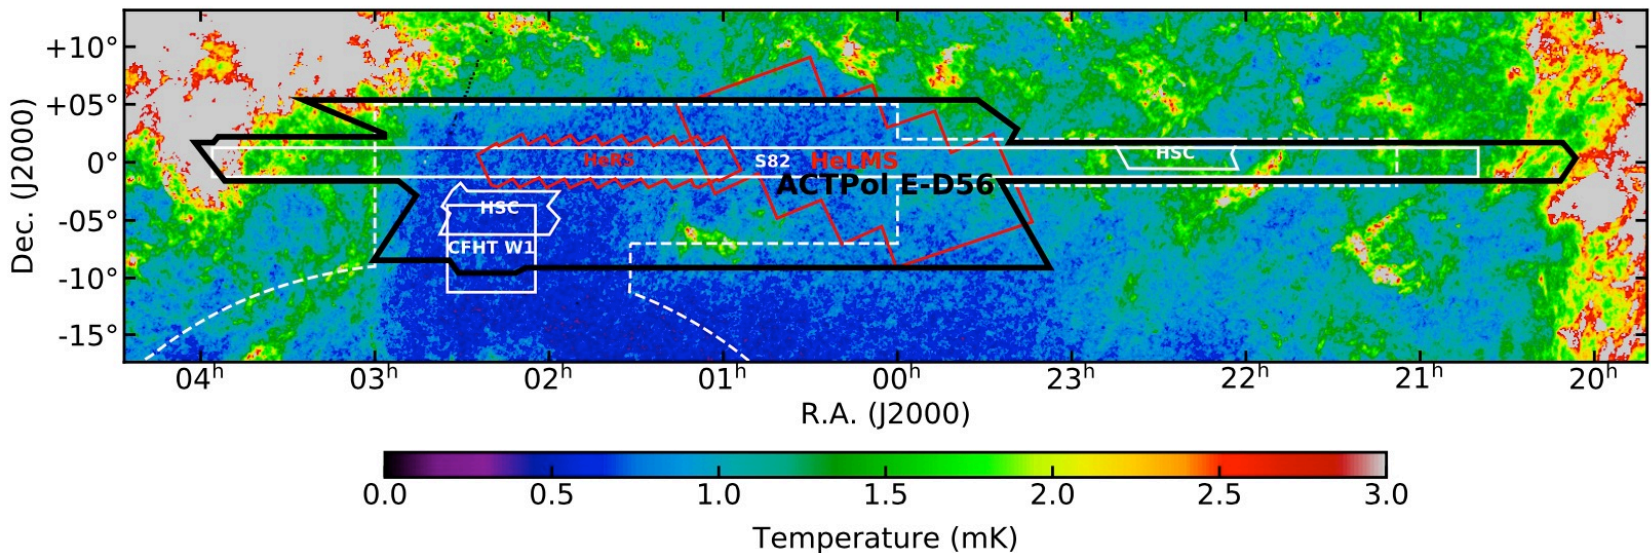 +10°
+05°
0°
-05°
-10°
-15°
Dec. (J2000)
HeRS
S82
HeLMS
HSC
ACTPol E-D56
HSC
CFHT W1
04h 03h 02h 01h 00h 23h 22h 21h 20h
R.A. (J2000)
0.0 0.5 1.0 1.5 2.0 2.5 3.0
Temperature (mK)